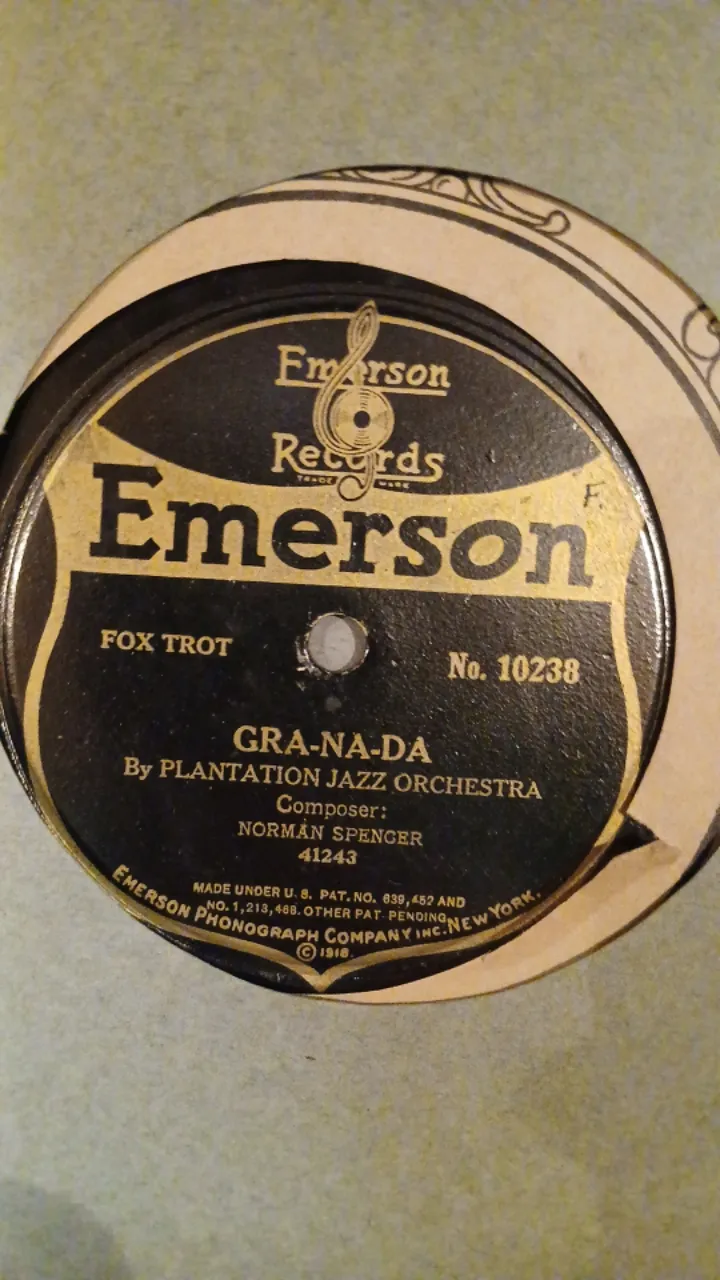 Emerson
Records
TRADE MARK
Emerson
F.
FOX TROT
No. 10238
GRA-NA-DA
By PLANTATION JAZZ ORCHESTRA
Composer:
NORMAN SPENCER
41243
MADE UNDER U.S. PAT. NO. 639,452 AND
NO. 1,213,468. OTHER PAT PENDING
EMERSON PHONOGRAPH COMPANY INC. NEW YORK.
© 1918.